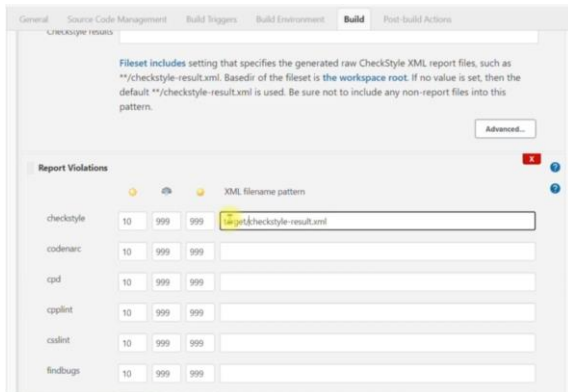 General Source Code Management Build Triggers Build Environment Build Post-build Actions
Checkstyle results
Fileset includes setting that specifies the generated raw CheckStyle XML report files, such as
**/checkstyle-result.xml. Basedir of the fileset is the workspace root. If no value is set, then the
default **/checkstyle-result.xml is used. Be sure not to include any non-report files into this
pattern.
Advanced...
X
Report Violations
XML filename pattern
checkstyle 10 999 999 target/checkstyle-result.xml
codenarc 10 999 999
cpd 10 999 999
cpplint 10 999 999
csslint 10 999 999
findbugs 10 999 999